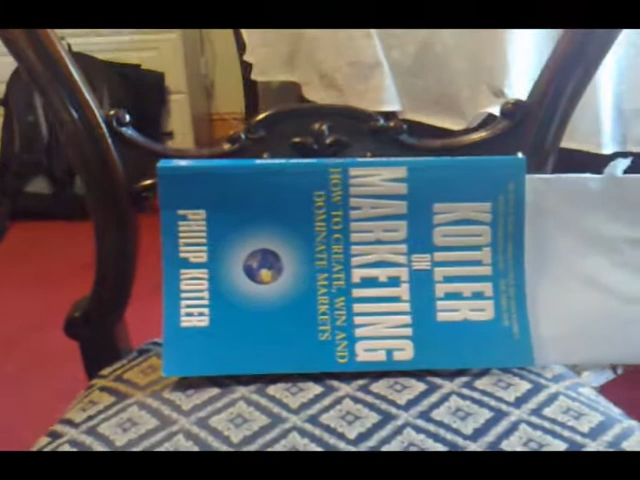 KOTLER
ON
MARKETING
HOW TO CREATE, WIN AND
DOMINATE MARKETS
PHILIP KOTLER